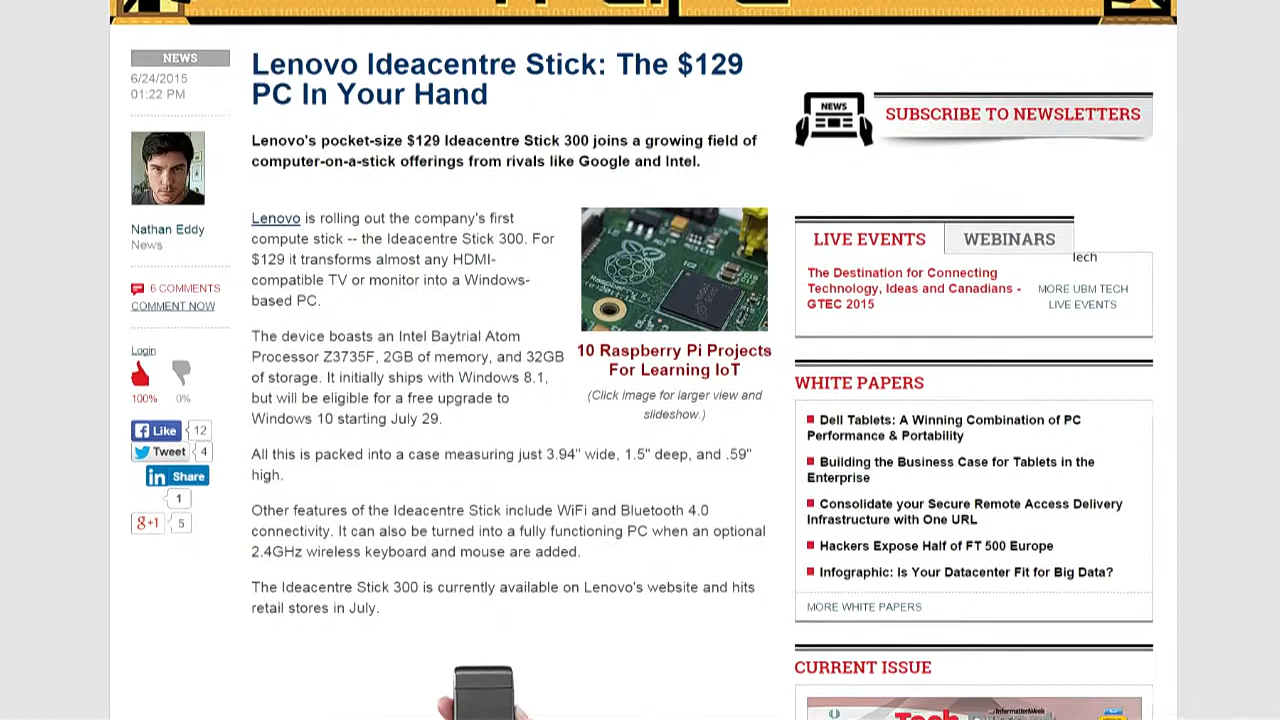 NEWS
6/24/2015
01:22 PM
Nathan Eddy
News
6 COMMENTS
COMMENT NOW
Login
100%
0%
Like
12
Tweet
4
in Share
1
g+1
5
Lenovo Ideacentre Stick: The $129
PC In Your Hand
Lenovo's pocket-size $129 Ideacentre Stick 300 joins a growing field of
computer-on-a-stick offerings from rivals like Google and Intel.
Lenovo is rolling out the company's first
compute stick -- the Ideacentre Stick 300. For
$129 it transforms almost any HDMI-
compatible TV or monitor into a Windows-
based PC.
The device boasts an Intel Baytrial Atom
Processor Z3735F, 2GB of memory, and 32GB
of storage. It initially ships with Windows 8.1,
but will be eligible for a free upgrade to
Windows 10 starting July 29.
Raspberry Pi
10 Raspberry Pi Projects
For Learning IoT
(Click image for larger view and
slideshow.)
All this is packed into a case measuring just 3.94" wide, 1.5" deep, and .59"
high.
Other features of the Ideacentre Stick include WiFi and Bluetooth 4.0
connectivity. It can also be turned into a fully functioning PC when an optional
2.4GHz wireless keyboard and mouse are added.
The Ideacentre Stick 300 is currently available on Lenovo's website and hits
retail stores in July.
NEWS
SUBSCRIBE TO NEWSLETTERS
LIVE EVENTS
WEBINARS
Tech
The Destination for Connecting
Technology, Ideas and Canadians -
GTEC 2015
MORE UBM TECH
LIVE EVENTS
WHITE PAPERS
Dell Tablets: A Winning Combination of PC
Performance & Portability
Building the Business Case for Tablets in the
Enterprise
Consolidate your Secure Remote Access Delivery
Infrastructure with One URL
Hackers Expose Half of FT 500 Europe
Infographic: Is Your Datacenter Fit for Big Data?
MORE WHITE PAPERS
CURRENT ISSUE
InformationWeek
Tech